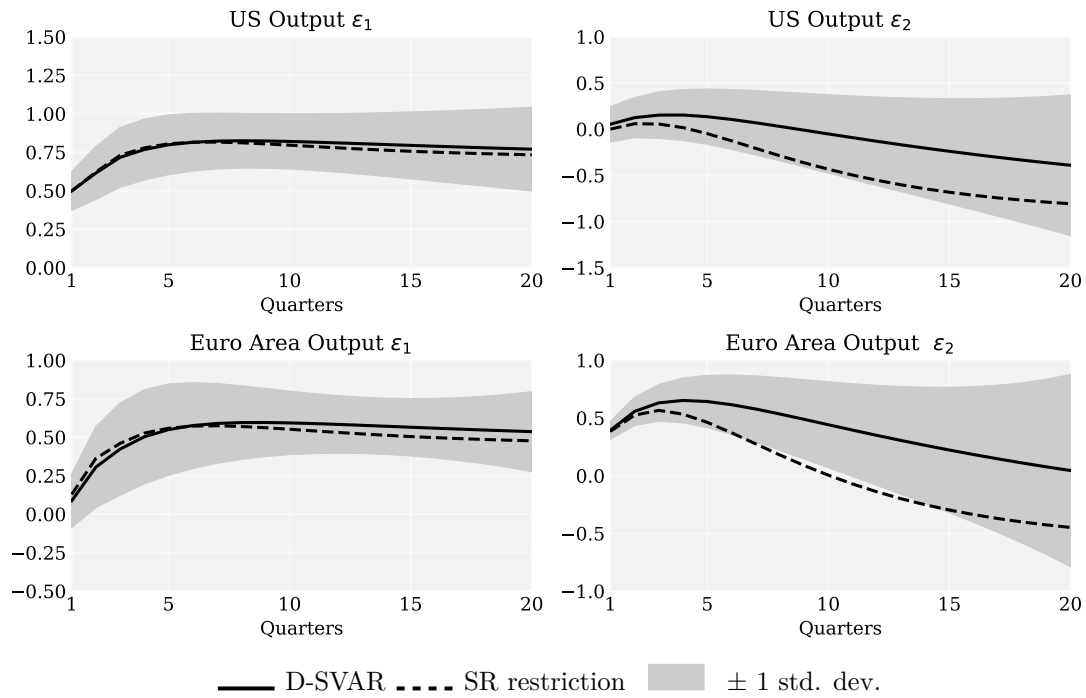 US Output ε₁
1.50
1.25
1.00
0.75
0.50
0.25
0.00
1 5 10 15 20
Quarters
US Output ε₂
1.0
0.5
0.0
−0.5
−1.0
−1.5
1 5 10 15 20
Quarters
Euro Area Output ε₁
1.00
0.75
0.50
0.25
0.00
−0.25
−0.50
1 5 10 15 20
Quarters
Euro Area Output ε₂
1.0
0.5
0.0
−0.5
−1.0
1 5 10 15 20
Quarters
D-SVAR SR restriction ± 1 std. dev.